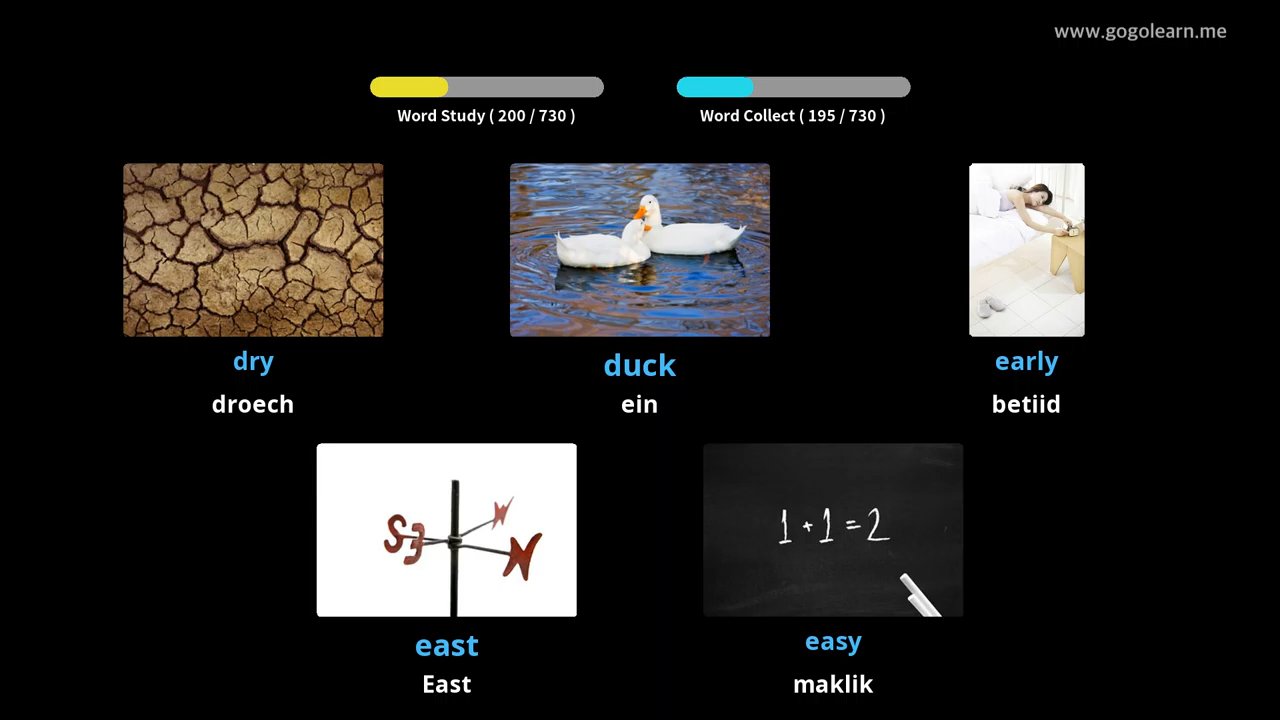 www.gogolearn.me
Word Study ( 200 / 730 )
Word Collect ( 195 / 730 )
dry
duck
early
droech
ein
betiid
S E N
1 + 1 = 2
east
easy
East
maklik